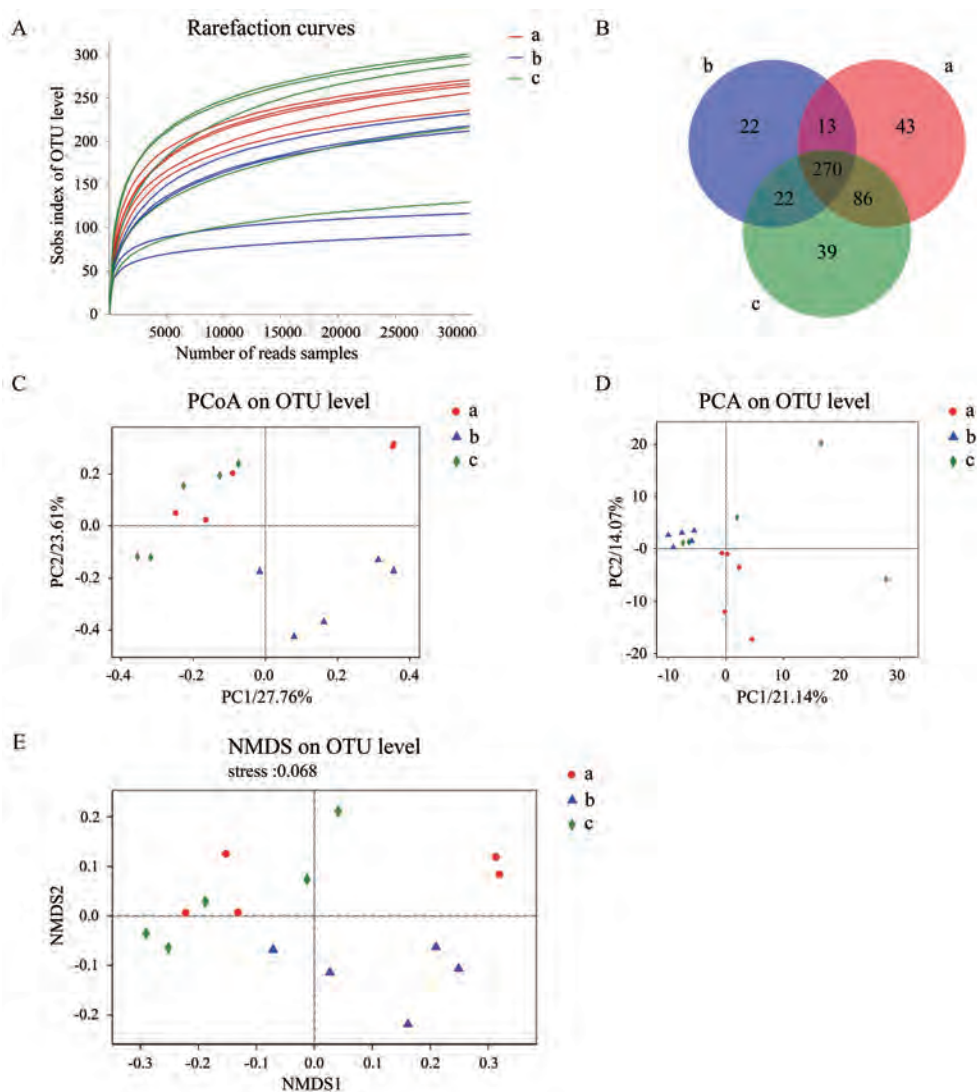 A
Rarefaction curves
a
b
c
Sobs index of OTU level
300
250
200
150
100
50
0
5000 10000 15000 20000 25000 30000
Number of reads samples
B
b
a
22 13 43
270
22 86
39
c
C
PCoA on OTU level
a
b
c
PC2/23.61%
0.2
0.0
-0.2
-0.4
-0.4 -0.2 0.0 0.2 0.4
PC1/27.76%
D
PCA on OTU level
a
b
c
PC2/14.07%
20
10
-0
-10
-20
-10 0 10 20 30
PC1/21.14%
E
NMDS on OTU level
stress :0.068
a
b
c
NMDS2
0.2
0.1
0.0
-0.1
-0.2
-0.3 -0.2 -0.1 0.0 0.1 0.2 0.3
NMDS1